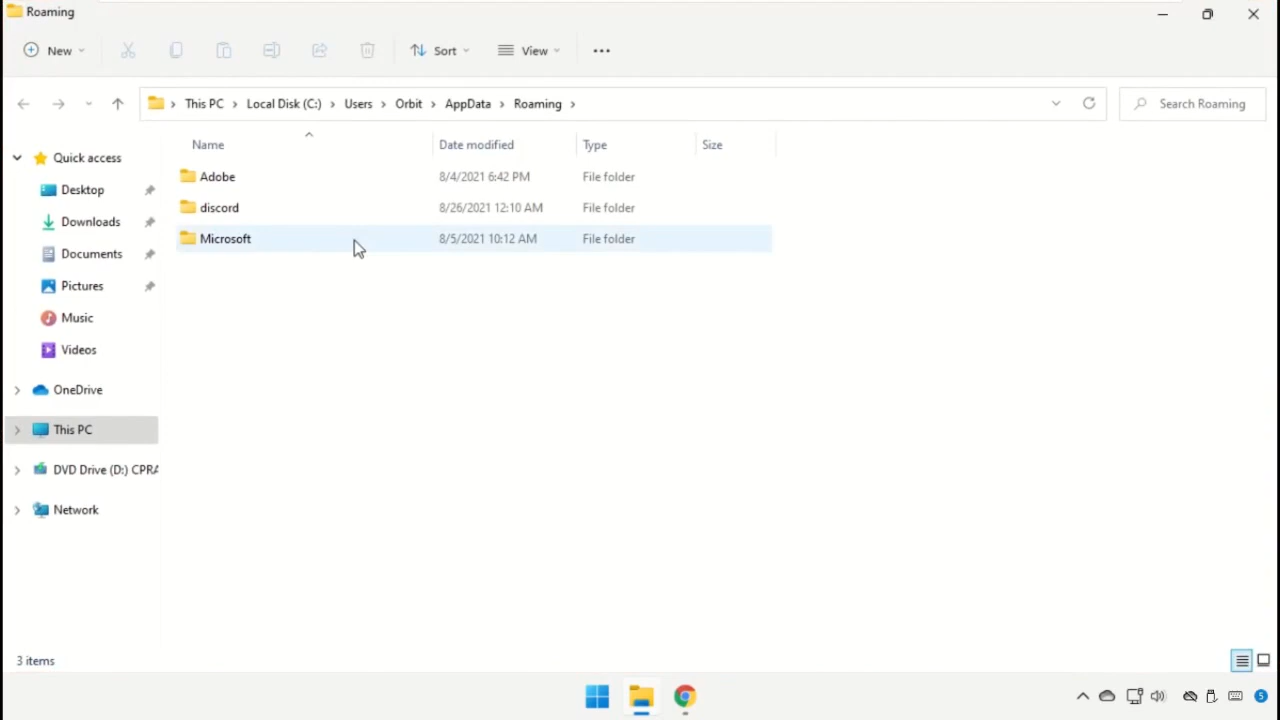 Roaming
New Sort View
This PC Local Disk (C:) Users Orbit AppData Roaming Search Roaming
Name Date modified Type Size
Quick access
Adobe 8/4/2021 6:42 PM File folder
Desktop
discord 8/26/2021 12:10 AM File folder
Downloads
Microsoft 8/5/2021 10:12 AM File folder
Documents
Pictures
Music
Videos
OneDrive
This PC
DVD Drive (D:) CPRA
Network
3 items
5